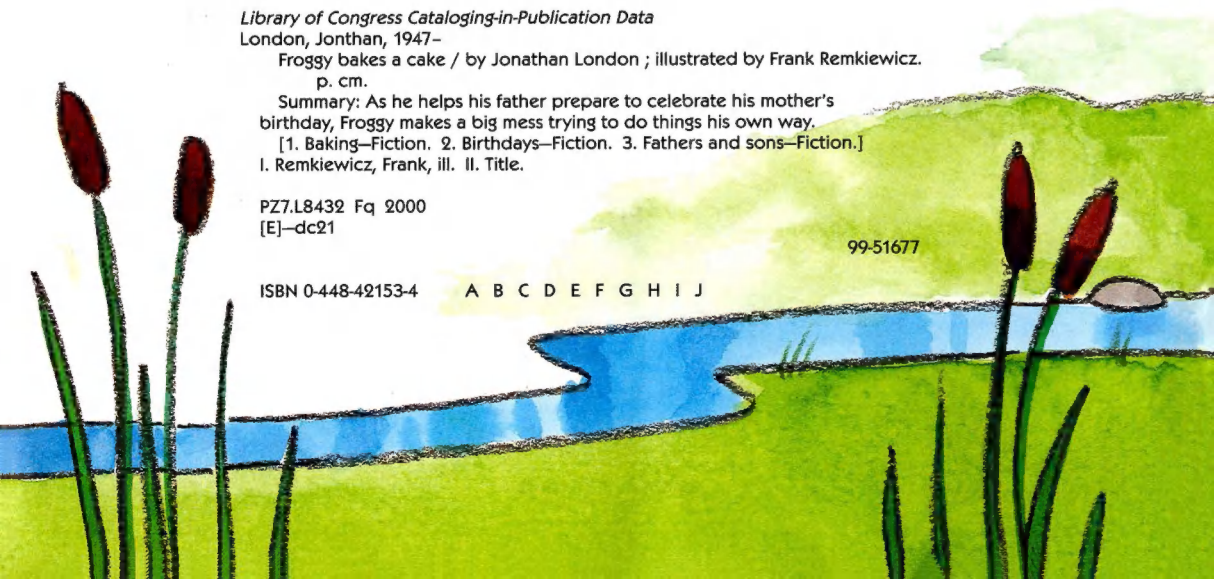 Library of Congress Cataloging-in-Publication Data
London, Jonthan, 1947–
Froggy bakes a cake / by Jonathan London ; illustrated by Frank Remkiewicz.
p. cm.
Summary: As he helps his father prepare to celebrate his mother's
birthday, Froggy makes a big mess trying to do things his own way.
[1. Baking—Fiction. 2. Birthdays—Fiction. 3. Fathers and sons—Fiction.]
I. Remkiewicz, Frank, ill. II. Title.
PZ7.L8432 Fq 2000
[E]—dc21
99-51677
ISBN 0-448-42153-4 A B C D E F G H I J